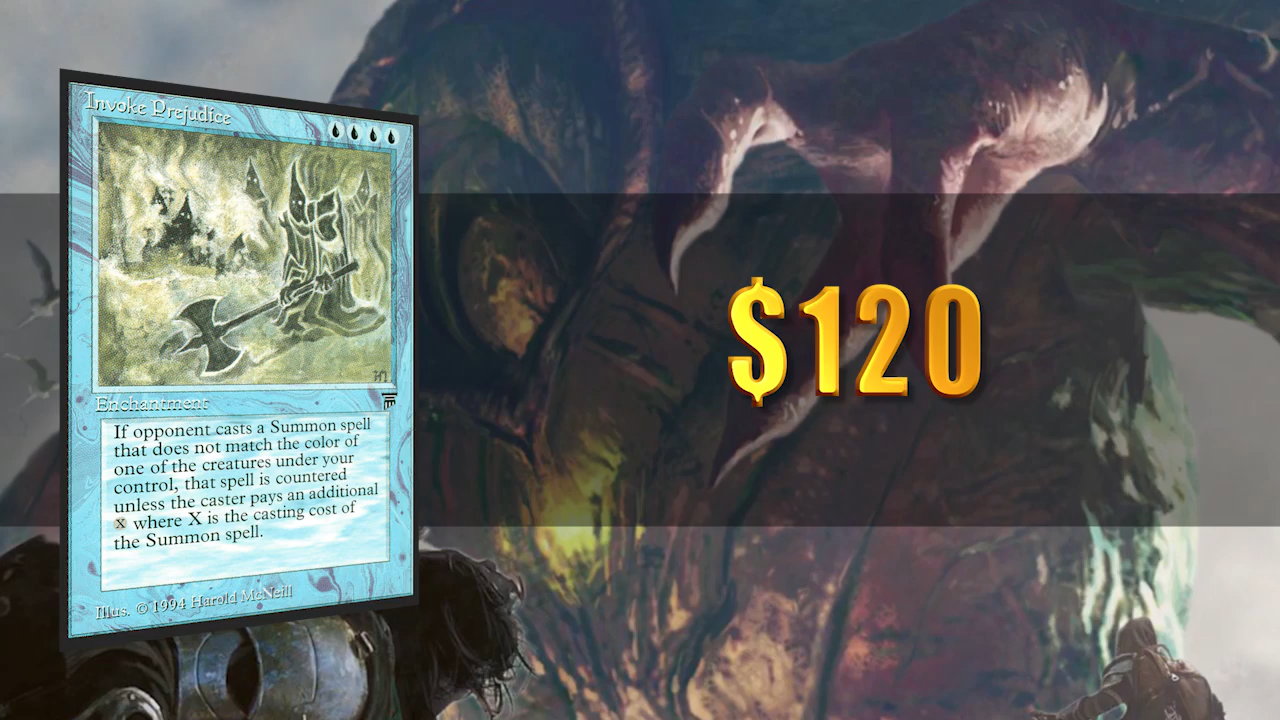 Invoke Prejudice
Enchantment
If opponent casts a Summon spell
that does not match the color of
one of the creatures under your
control, that spell is countered
unless the caster pays an additional
X where X is the casting cost of
the Summon spell.
Illus. © 1994 Harold McNeill
$120